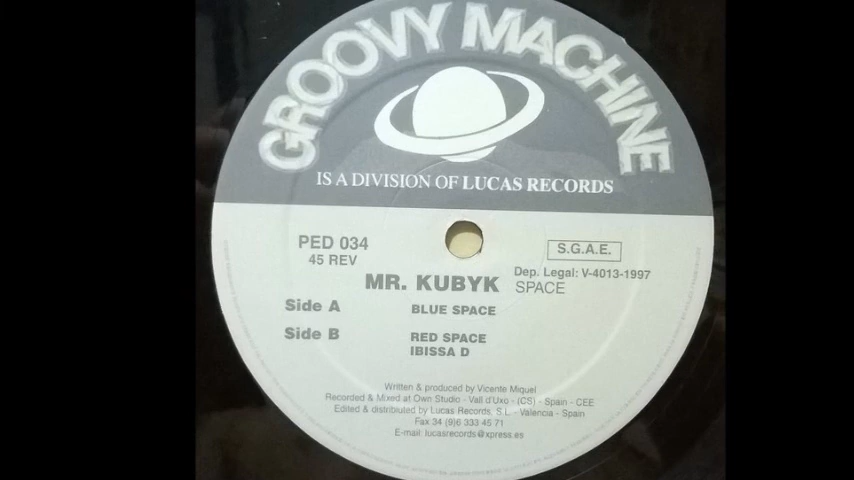 GROOVY MACHINE
IS A DIVISION OF LUCAS RECORDS
PED 034
45 REV
S.G.A.E.
Dep. Legal: V-4013-1997
MR. KUBYK SPACE
Side A BLUE SPACE
Side B RED SPACE
IBISSA D
Written & produced by Vicente Miquel
Recorded & Mixed at Own Studio - Vall d'Uxo - (CS) - Spain - CEE
Edited & distribiuted by Lucas Records, S.L. - Valencia - Spain
Fax 34 (9)6 333 45 71
E-mail: lucasrecords@xpress.es